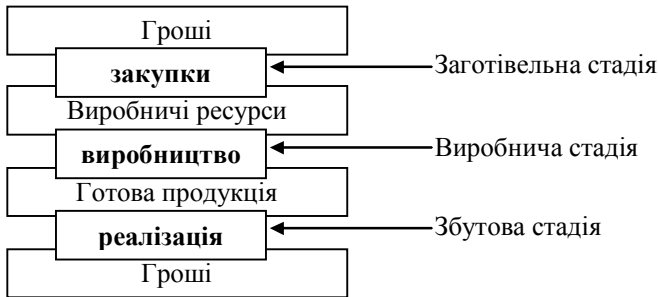 Гроші
закупки
Заготівельна стадія
Виробничі ресурси
виробництво
Виробнича стадія
Готова продукція
реалізація
Збутова стадія
Гроші